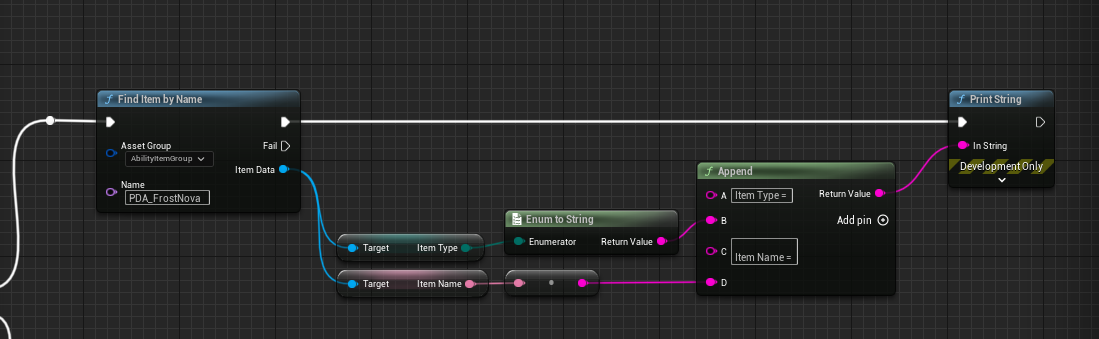 Find Item by Name
Asset Group
AbilityItemGroup
Fail
Item Data
Name
PDA_FrostNova
Target Item Type
Target Item Name
Enum to String
Enumerator Return Value
Append
A Item Type =
Return Value
B
Add pin
C
Item Name =
D
Print String
In String
Development Only